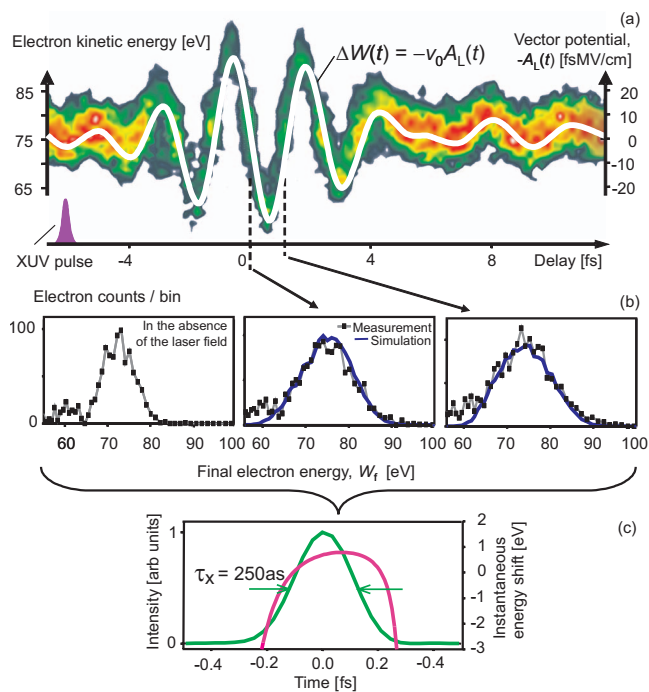 (a)
Electron kinetic energy [eV]
ΔW(t) = −v₀A_L(t)
Vector potential,
-A_L(t) [fsMV/cm]
85
75
65
20
10
0
-10
-20
XUV pulse
-4
0
4
8
Delay [fs]
Electron counts / bin
(b)
100
0
In the absence
of the laser field
Measurement
Simulation
60
70
80
90
100
60
70
80
90
100
60
70
80
90
100
Final electron energy, W_f [eV]
(c)
Intensity [arb units]
1
0
τ_X = 250as
2
1
0
-1
-2
-3
Instantaneous
energy shift [eV]
-0.4
-0.2
0.0
0.2
-0.4
Time [fs]